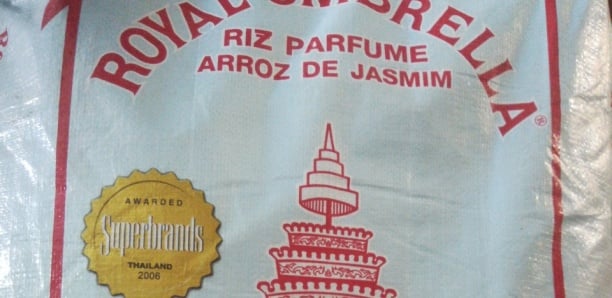 ROYAL UMBRELLA®
RIZ PARFUME
ARROZ DE JASMIM
AWARDED
Superbrands
THAILAND
2006